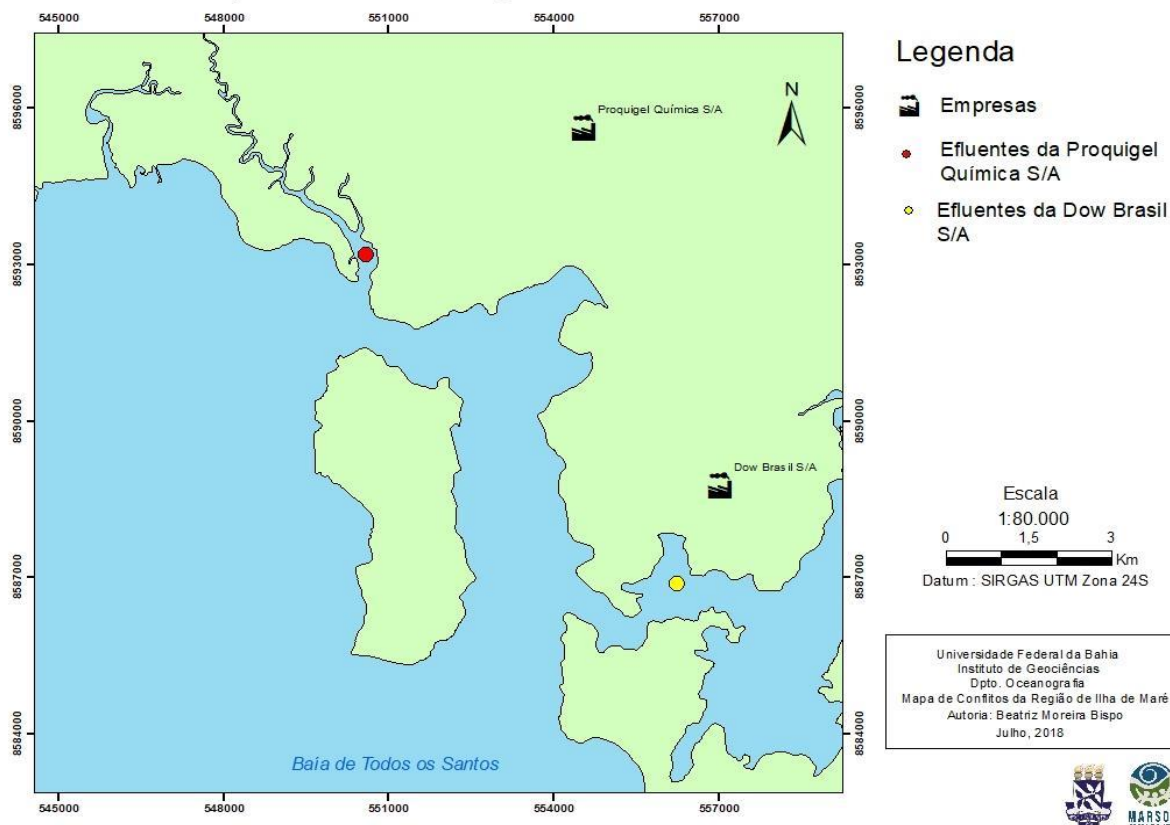 545000 548000 551000 554000 557000
8596000
8593000
8590000
8587000
8584000
Proquigel Química S/A
N
Dow Brasil S/A
Baía de Todos os Santos
8596000
8593000
8590000
8587000
8584000
545000 548000 551000 554000 557000
Legenda
Empresas
Efluentes da Proquigel
Química S/A
Efluentes da Dow Brasil
S/A
Escala
1:80.000
0 1,5 3
Km
Datum : SIRGAS UTM Zona 24S
Universidade Federal da Bahia
Instituto de Geociências
Dpto. Oceanografia
Mapa de Conflitos da Região de Ilha de Maré
Autoria: Beatriz Moreira Bispo
Julho, 2018